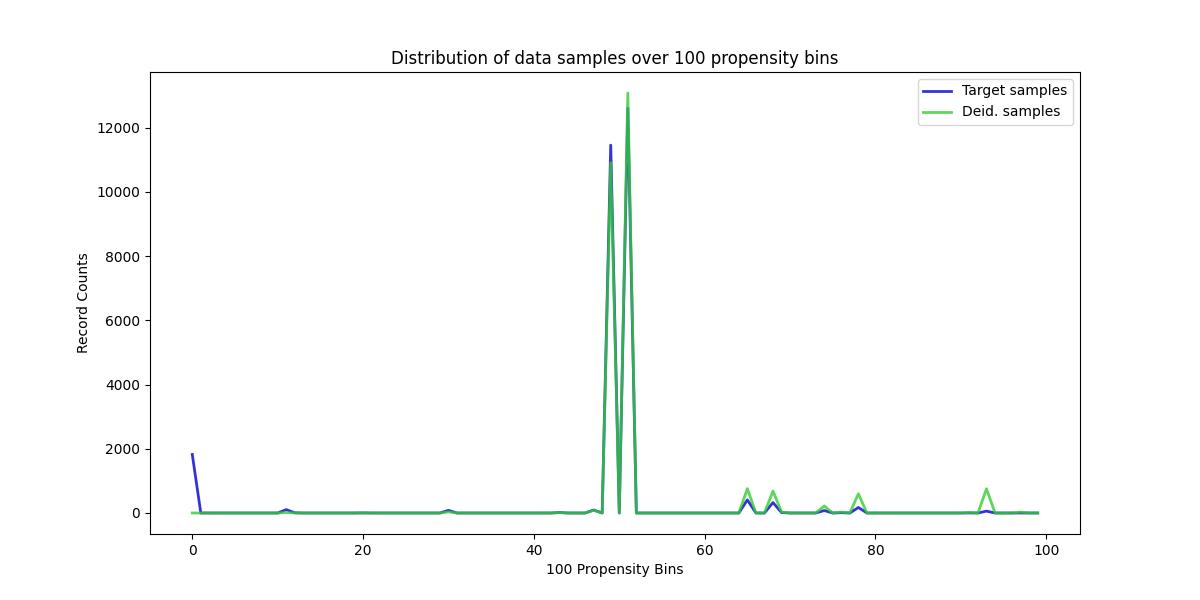 Distribution of data samples over 100 propensity bins
Target samples
Deid. samples
12000
10000
8000
6000
4000
2000
0
Record Counts
0 20 40 60 80 100
100 Propensity Bins